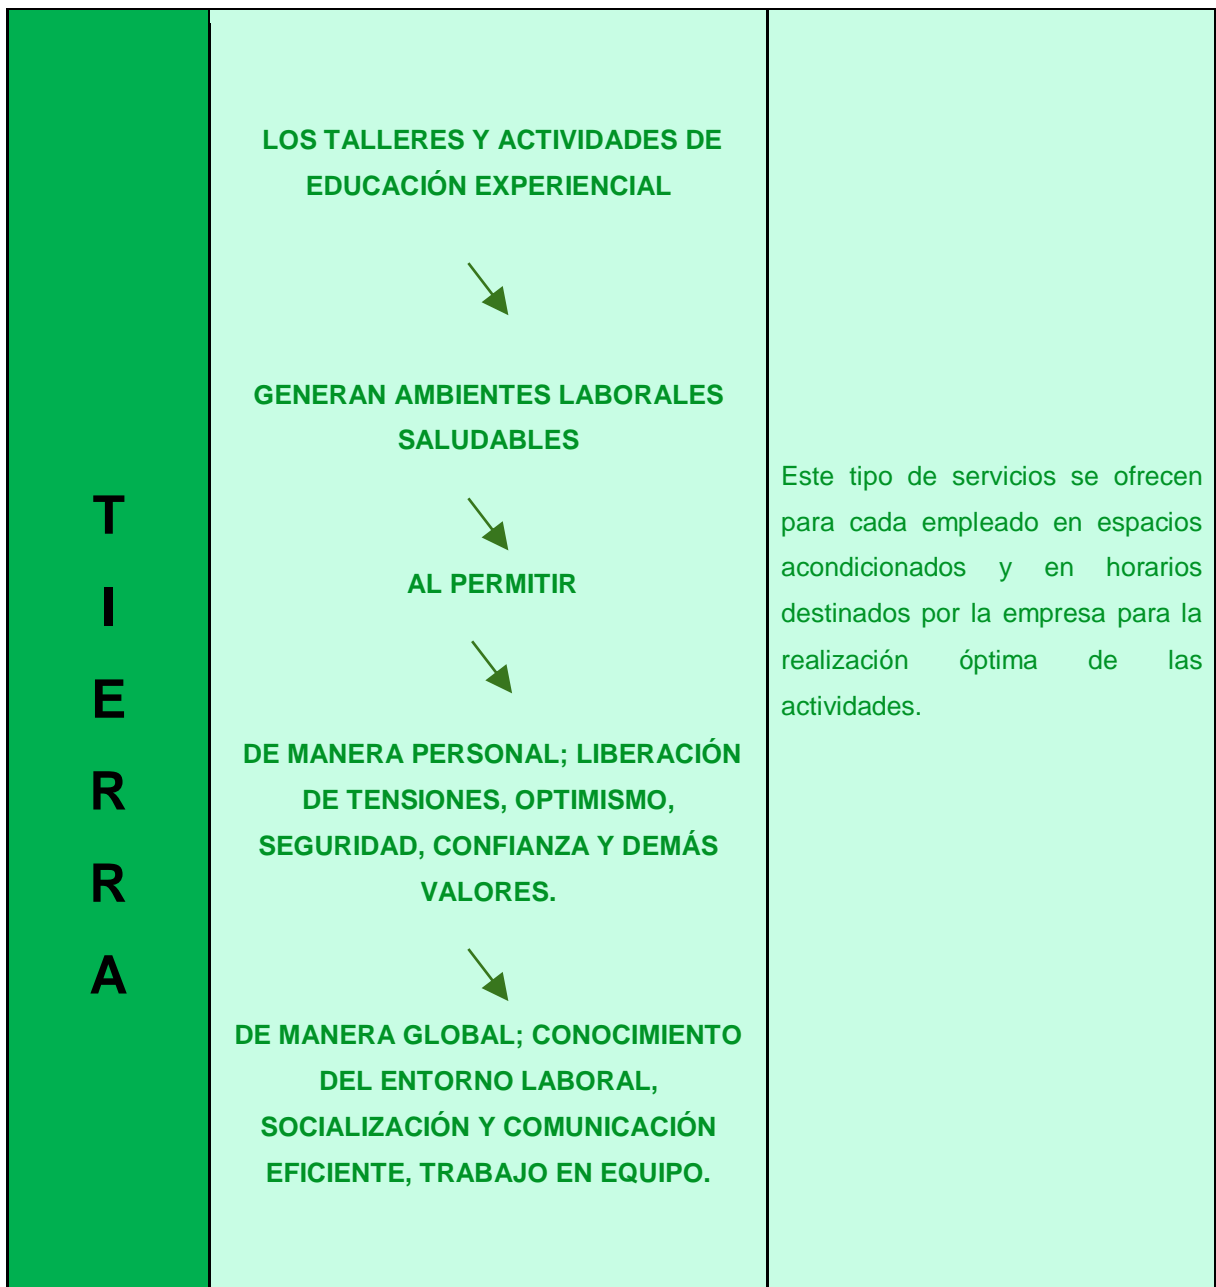 T
I
E
R
R
A
LOS TALLERES Y ACTIVIDADES DE
EDUCACIÓN EXPERIENCIAL
GENERAN AMBIENTES LABORALES
SALUDABLES
AL PERMITIR
DE MANERA PERSONAL; LIBERACIÓN
DE TENSIONES, OPTIMISMO,
SEGURIDAD, CONFIANZA Y DEMÁS
VALORES.
DE MANERA GLOBAL; CONOCIMIENTO
DEL ENTORNO LABORAL,
SOCIALIZACIÓN Y COMUNICACIÓN
EFICIENTE, TRABAJO EN EQUIPO.
Este tipo de servicios se ofrecen
para cada empleado en espacios
acondicionados y en horarios
destinados por la empresa para la
realización óptima de las
actividades.